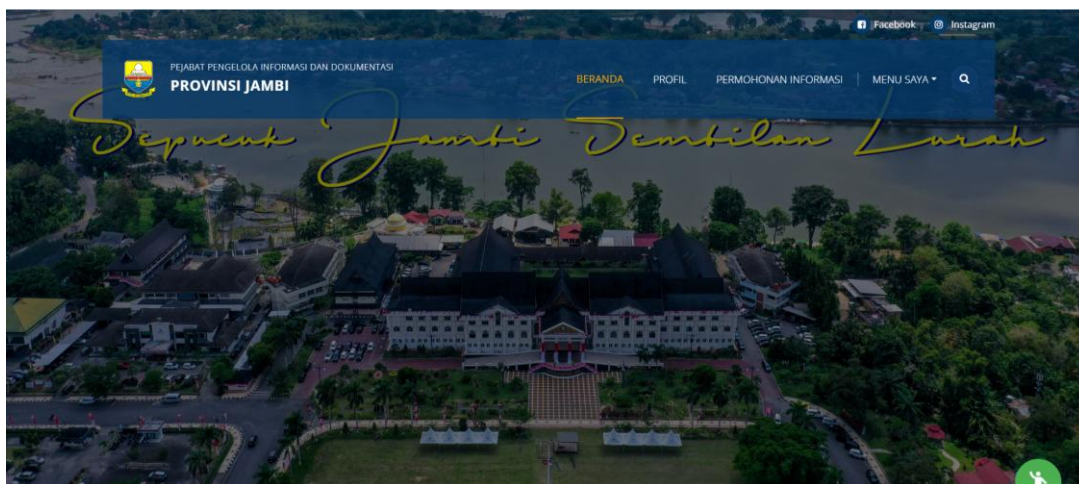 Facebook Instagram
PEJABAT PENGELOLA INFORMASI DAN DOKUMENTASI
PROVINSI JAMBI
BERANDA PROFIL PERMOHONAN INFORMASI MENU SAYA
Sepucuk Jambi Sembilan Lurah